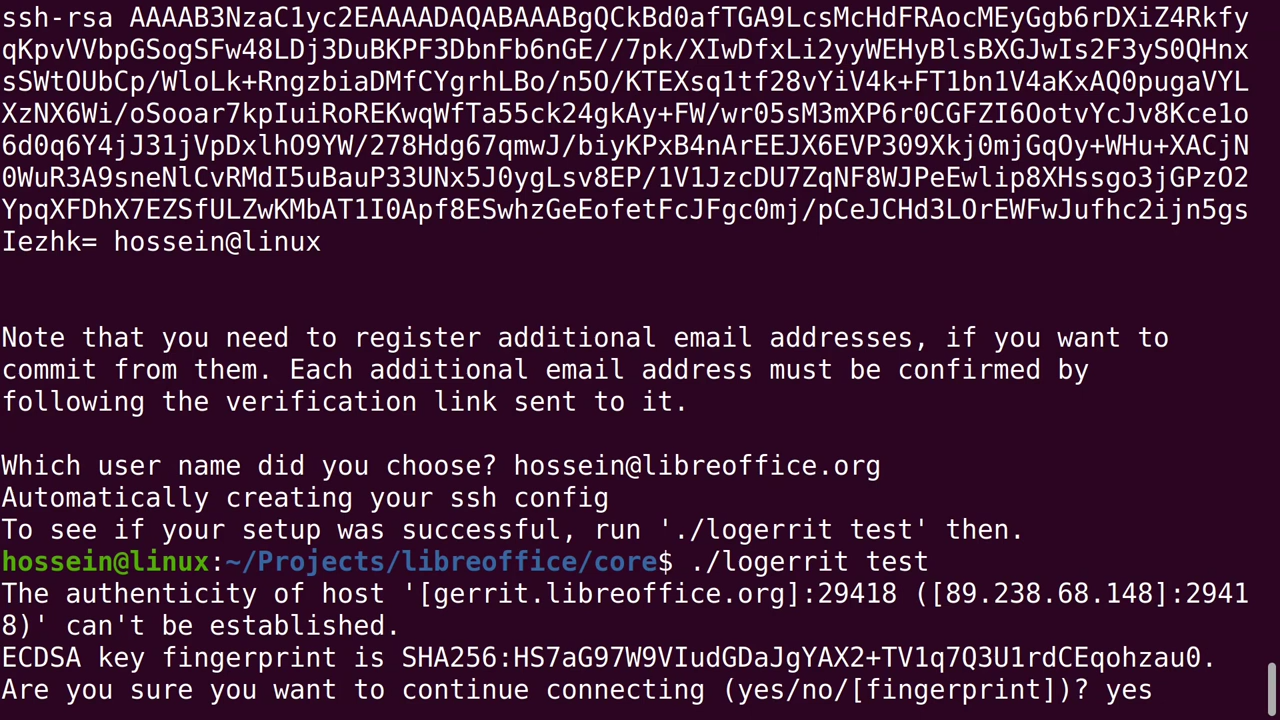 ssh-rsa AAAAB3NzaC1yc2EAAAADAQABAAABgQCkBd0afTGA9LcsMcHdFRAocMEyGgb6rDXiZ4Rkfy
qKpvVVbpGSogSFw48LDj3DuBKPF3DbnFb6nGE//7pk/XIwDfxLi2yyWEHyBlsBXGJwIs2F3yS0QHnx
sSWtOUbCp/WloLk+RngzbiaDMfCYgrhLBo/n5O/KTEXsq1tf28vYiV4k+FT1bn1V4aKxAQ0pugaVYL
XzNX6Wi/oSooar7kpIuiRoREKwqWfTa55ck24gkAy+FW/wr05sM3mXP6r0CGFZI6OotvYcJv8Kce1o
6d0q6Y4jJ31jVpDxlhO9YW/278Hdg67qmwJ/biyKPxB4nArEEJX6EVP309Xkj0mjGqOy+WHu+XACjN
0WuR3A9sneNlCvRMdI5uBauP33UNx5J0ygLsv8EP/1V1JzcDU7ZqNF8WJPeEwlip8XHssgo3jGPzO2
YpqXFDhX7EZSfULZwKMbAT1I0Apf8ESwhzGeEofetFcJFgc0mj/pCeJCHd3LOrEWFwJufhc2ijn5gs
Iezhk= hossein@linux
Note that you need to register additional email addresses, if you want to
commit from them. Each additional email address must be confirmed by
following the verification link sent to it.
Which user name did you choose? hossein@libreoffice.org
Automatically creating your ssh config
To see if your setup was successful, run './logerrit test' then.
hossein@linux:~/Projects/libreoffice/core$ ./logerrit test
The authenticity of host '[gerrit.libreoffice.org]:29418 ([89.238.68.148]:2941
8)' can't be established.
ECDSA key fingerprint is SHA256:HS7aG97W9VIudGDaJgYAX2+TV1q7Q3U1rdCEqohzau0.
Are you sure you want to continue connecting (yes/no/[fingerprint])? yes